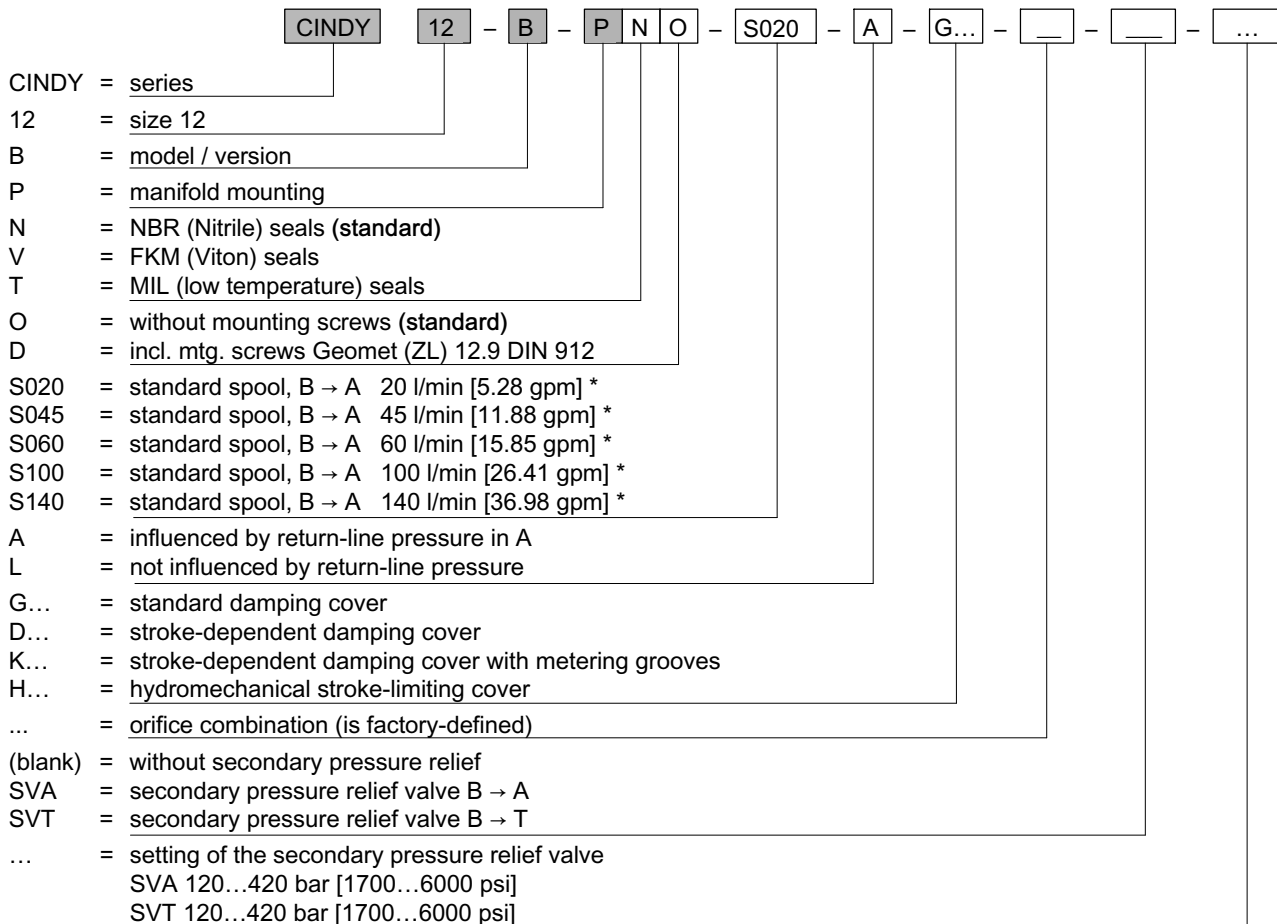 CINDY 12 – B – P N O – S020 – A – G… – __ – ___ – …
CINDY = series
12 = size 12
B = model / version
P = manifold mounting
N = NBR (Nitrile) seals (standard)
V = FKM (Viton) seals
T = MIL (low temperature) seals
O = without mounting screws (standard)
D = incl. mtg. screws Geomet (ZL) 12.9 DIN 912
S020 = standard spool, B → A 20 l/min [5.28 gpm] *
S045 = standard spool, B → A 45 l/min [11.88 gpm] *
S060 = standard spool, B → A 60 l/min [15.85 gpm] *
S100 = standard spool, B → A 100 l/min [26.41 gpm] *
S140 = standard spool, B → A 140 l/min [36.98 gpm] *
A = influenced by return-line pressure in A
L = not influenced by return-line pressure
G… = standard damping cover
D… = stroke-dependent damping cover
K… = stroke-dependent damping cover with metering grooves
H… = hydromechanical stroke-limiting cover
... = orifice combination (is factory-defined)
(blank) = without secondary pressure relief
SVA = secondary pressure relief valve B → A
SVT = secondary pressure relief valve B → T
… = setting of the secondary pressure relief valve
SVA 120…420 bar [1700…6000 psi]
SVT 120…420 bar [1700…6000 psi]